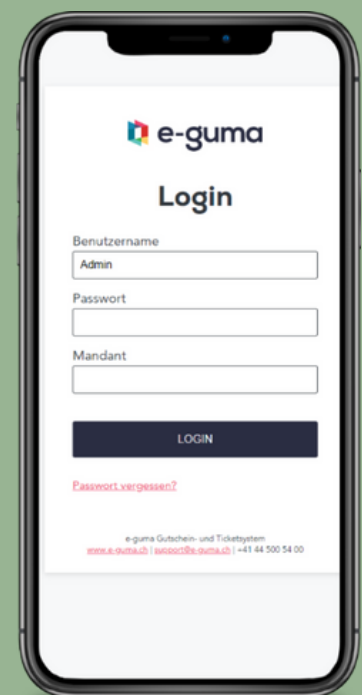 e-guma
Login
Benutzername
Admin
Passwort
Mandant
LOGIN
Passwort vergessen?
e-guma Gutschein- und Ticketsystem
www.e-guma.ch | support@e-guma.ch | +41 44 500 54 00